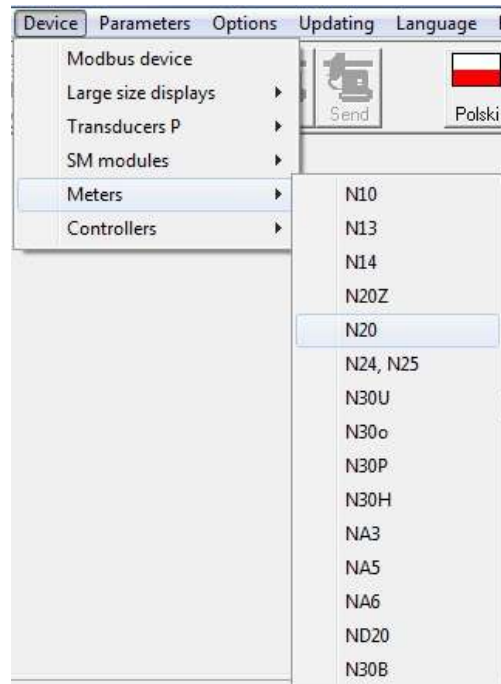 Device Parameters Options Updating Language
Modbus device
Large size displays
Transducers P
SM modules
Meters
Controllers
Send
Polski
N10
N13
N14
N20Z
N20
N24, N25
N30U
N30o
N30P
N30H
NA3
NA5
NA6
ND20
N30B